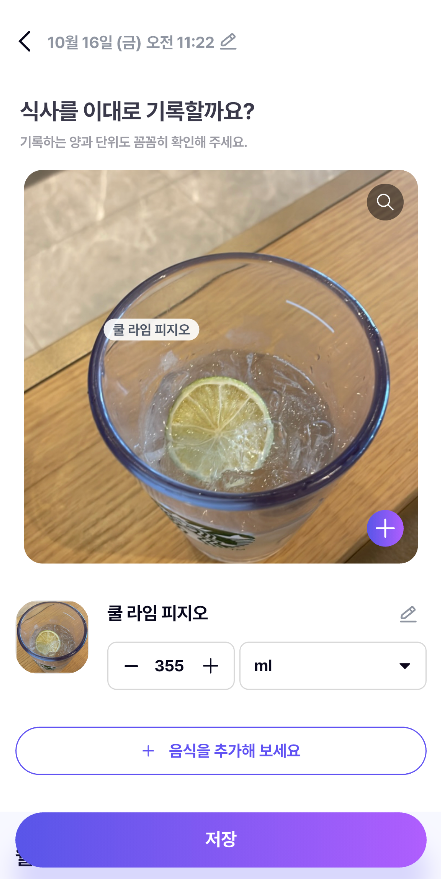 10월 16일 (금) 오전 11:22
식사를 이대로 기록할까요?
기록하는 양과 단위도 꼼꼼히 확인해 주세요.
쿨 라임 피지오
쿨 라임 피지오
355
ml
음식을 추가해 보세요
저장